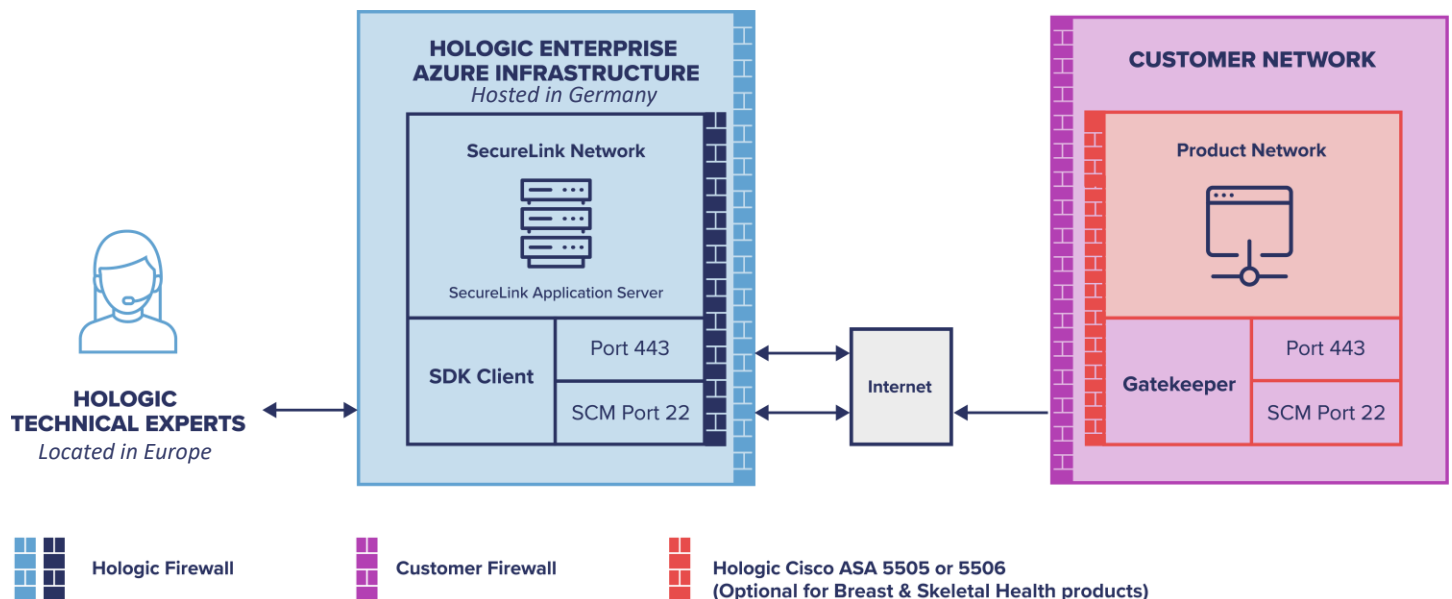 HOLOGIC ENTERPRISE
AZURE INFRASTRUCTURE
Hosted in Germany
SecureLink Network
SecureLink Application Server
SDK Client
Port 443
SCM Port 22
HOLOGIC
TECHNICAL EXPERTS
Located in Europe
Internet
CUSTOMER NETWORK
Product Network
Gatekeeper
Port 443
SCM Port 22
Hologic Firewall
Customer Firewall
Hologic Cisco ASA 5505 or 5506
(Optional for Breast & Skeletal Health products)